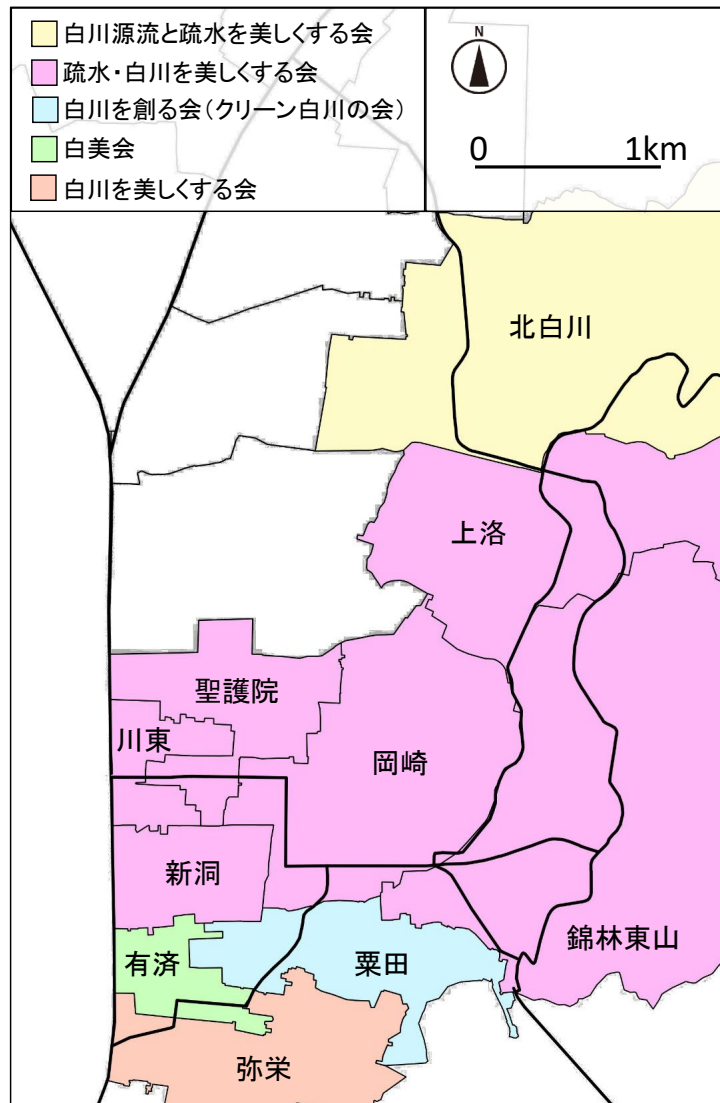 白川源流と疏水を美しくする会
疏水・白川を美しくする会
白川を創る会(クリーン白川の会)
白美会
白川を美しくする会
N
0 1km
北白川
上洛
聖護院
川東
岡崎
新洞
錦林東山
有済
粟田
弥栄